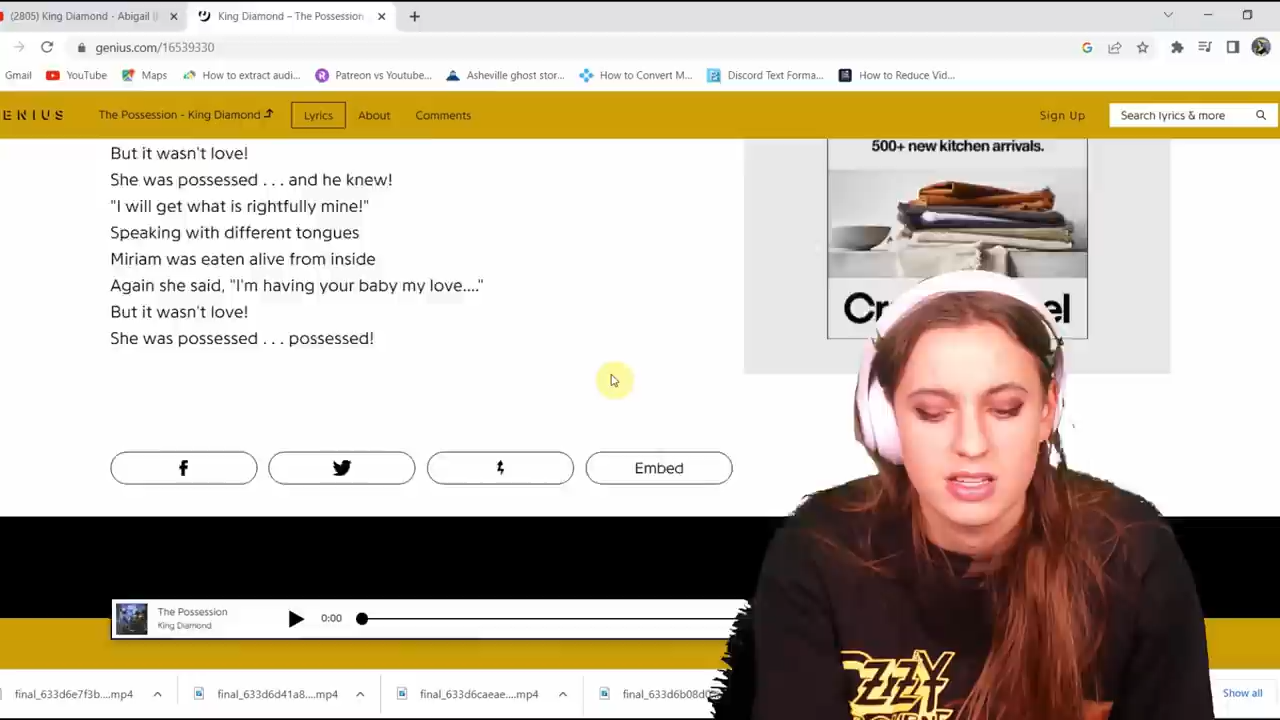 (2805) King Diamond - Abigail
King Diamond – The Possession
genius.com/16539330
Gmail
YouTube
Maps
How to extract audi...
Patreon vs Youtube...
Asheville ghost stor...
How to Convert M...
Discord Text Forma...
How to Reduce Vid...
ENIUS
The Possession - King Diamond
Lyrics
About
Comments
Sign Up
Search lyrics & more
But it wasn't love!
She was possessed . . . and he knew!
"I will get what is rightfully mine!"
Speaking with different tongues
Miriam was eaten alive from inside
Again she said, "I'm having your baby my love...."
But it wasn't love!
She was possessed . . . possessed!
500+ new kitchen arrivals.
Embed
The Possession
King Diamond
0:00
final_633d6e7f3b....mp4
final_633d6d41a8....mp4
final_633d6caeae....mp4
Show all